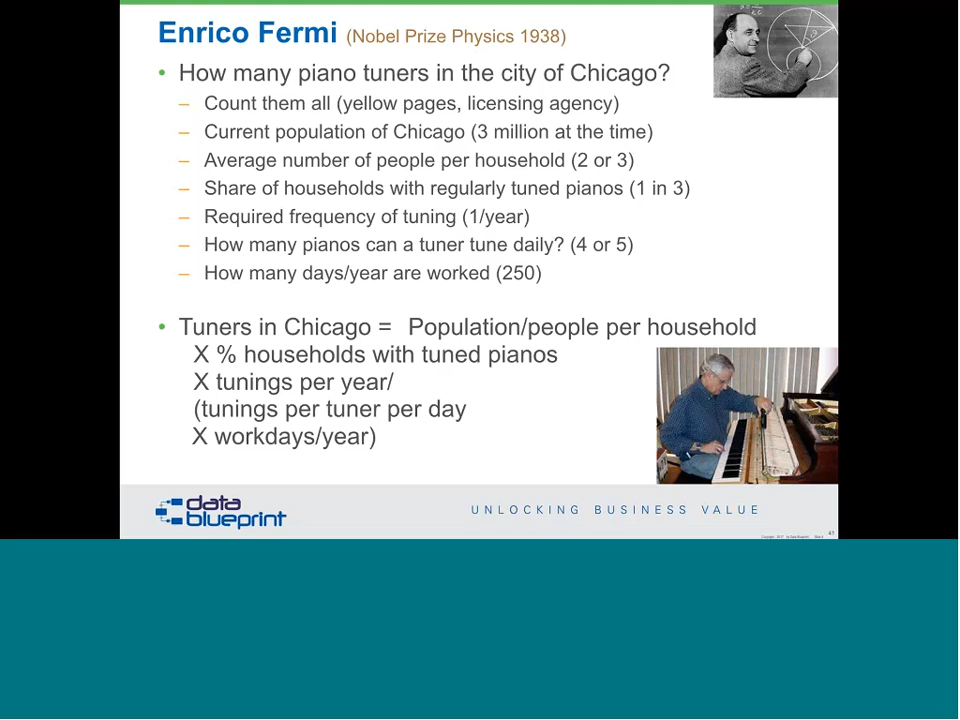 Enrico Fermi (Nobel Prize Physics 1938)
• How many piano tuners in the city of Chicago?
– Count them all (yellow pages, licensing agency)
– Current population of Chicago (3 million at the time)
– Average number of people per household (2 or 3)
– Share of households with regularly tuned pianos (1 in 3)
– Required frequency of tuning (1/year)
– How many pianos can a tuner tune daily? (4 or 5)
– How many days/year are worked (250)
• Tuners in Chicago = Population/people per household
X % households with tuned pianos
X tunings per year/
(tunings per tuner per day
X workdays/year)
data
blueprint
UNLOCKING BUSINESS VALUE
41